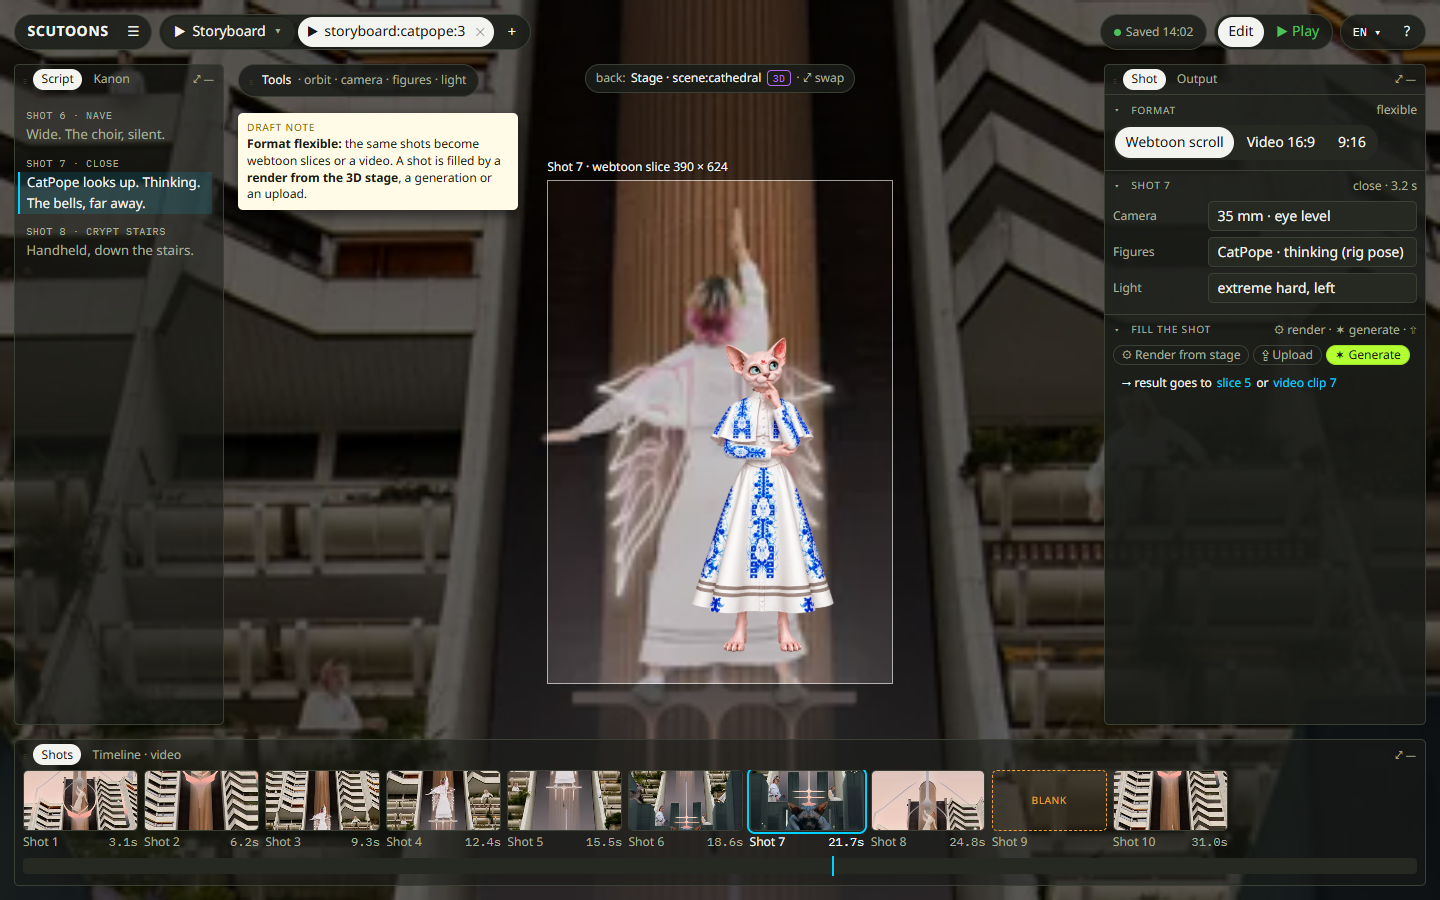 SCUTOONS ☰ ▶ Storyboard ▾ ▶ storyboard:catpope:3 × +
● Saved 14:02 Edit ▶ Play EN ▾ ?
Script Kanon
SHOT 6 · NAVE
Wide. The choir, silent.
SHOT 7 · CLOSE
CatPope looks up. Thinking.
The bells, far away.
SHOT 8 · CRYPT STAIRS
Handheld, down the stairs.
Tools · orbit · camera · figures · light
DRAFT NOTE
Format flexible: the same shots become
webtoon slices or a video. A shot is filled by a
render from the 3D stage, a generation or
an upload.
back: Stage · scene:cathedral 3D · ⤢ swap
Shot 7 · webtoon slice 390 × 624
Shot Output
FORMAT flexible
Webtoon scroll Video 16:9 9:16
SHOT 7 close · 3.2 s
Camera 35 mm · eye level
Figures CatPope · thinking (rig pose)
Light extreme hard, left
FILL THE SHOT ⚙ render · ✶ generate · ⇧
⚙ Render from stage ⇪ Upload ✶ Generate
→ result goes to slice 5 or video clip 7
Shots Timeline · video
BLANK
Shot 1 3.1s Shot 2 6.2s Shot 3 9.3s Shot 4 12.4s Shot 5 15.5s Shot 6 18.6s Shot 7 21.7s Shot 8 24.8s Shot 9 Shot 10 31.0s